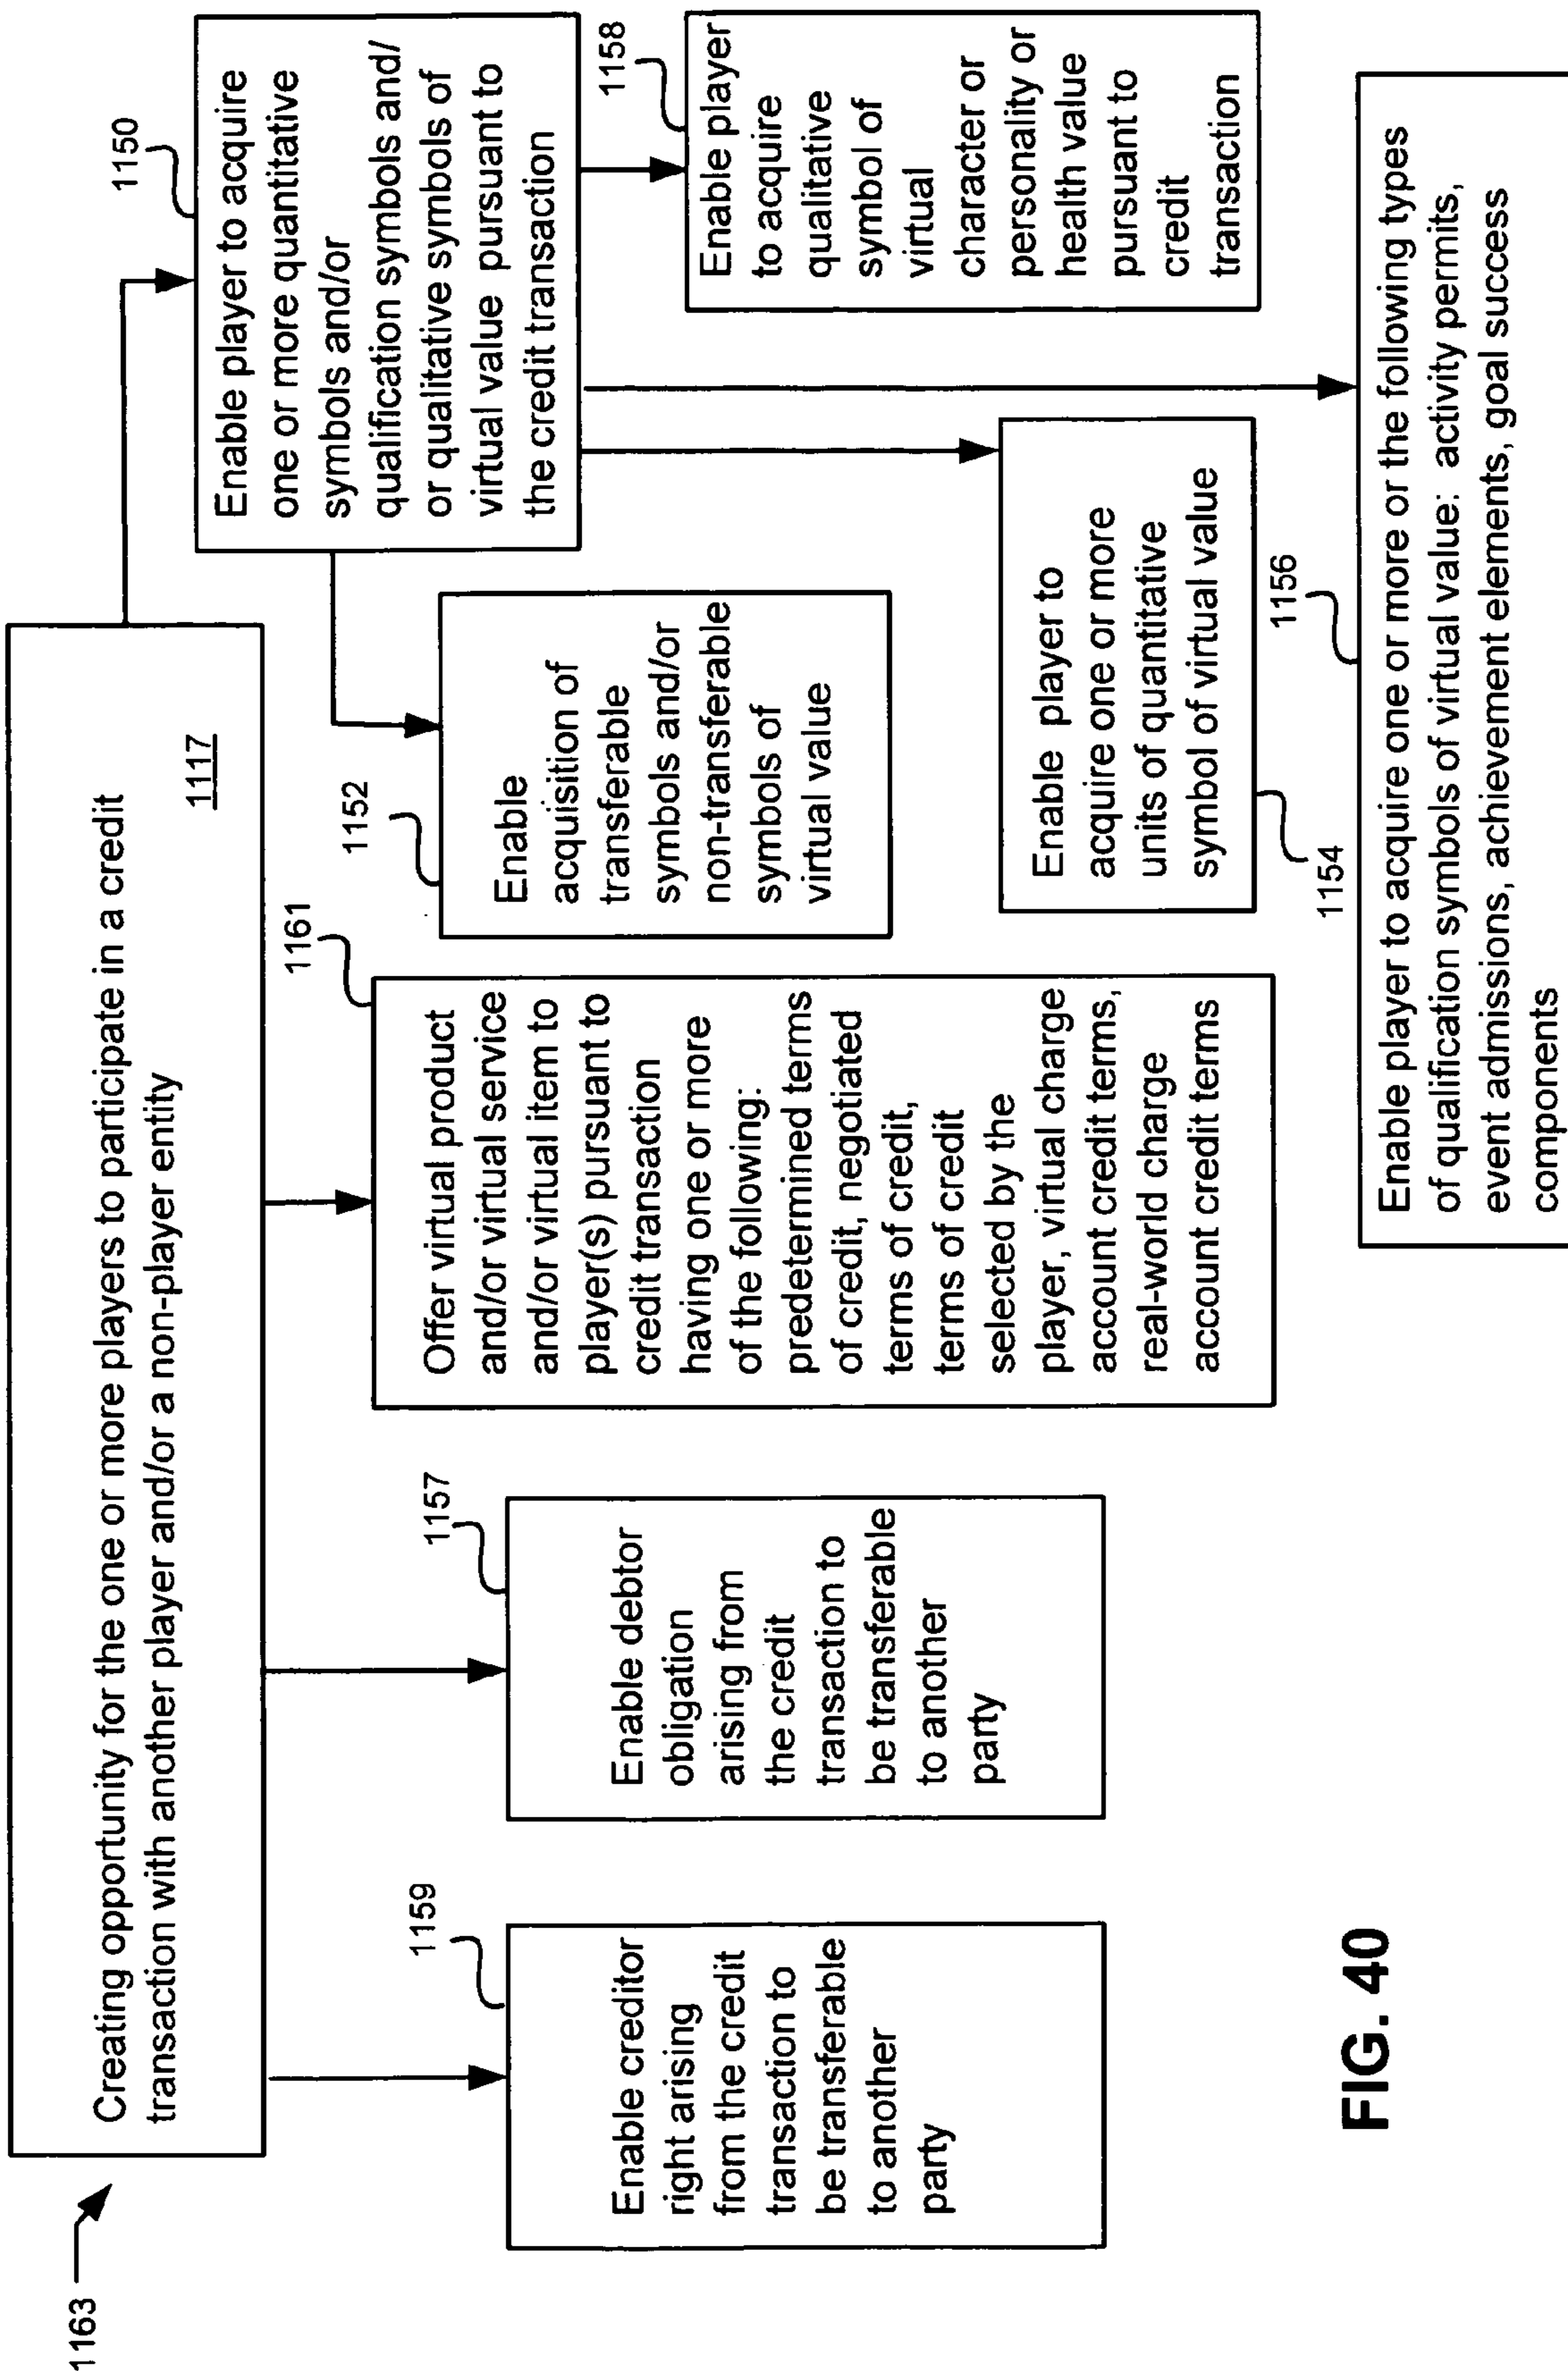 1163
Creating opportunity for the one or more players to participate in a credit
transaction with another player and/or a non-player entity
1117
1159
Enable creditor
right arising
from the credit
transaction to
be transferable
to another
party
1157
Enable debtor
obligation
arising from
the credit
transaction to
be transferable
to another
party
1161
Offer virtual product
and/or virtual service
and/or virtual item to
player(s) pursuant to
credit transaction
having one or more
of the following:
predetermined terms
of credit, negotiated
terms of credit,
terms of credit
selected by the
player, virtual charge
account credit terms,
real-world charge
account credit terms
1150
Enable player to acquire
one or more quantitative
symbols and/or
qualification symbols and/
or qualitative symbols of
virtual value pursuant to
the credit transaction
1152
Enable
acquisition of
transferable
symbols and/or
non-transferable
symbols of
virtual value
1158
Enable player
to acquire
qualitative
symbol of
virtual
character or
personality or
health value
pursuant to
credit
transaction
Enable player to
acquire one or more
units of quantitative
symbol of virtual value
1154
1156
Enable player to acquire one or more or the following types
of qualification symbols of virtual value: activity permits,
event admissions, achievement elements, goal success
components
FIG. 40